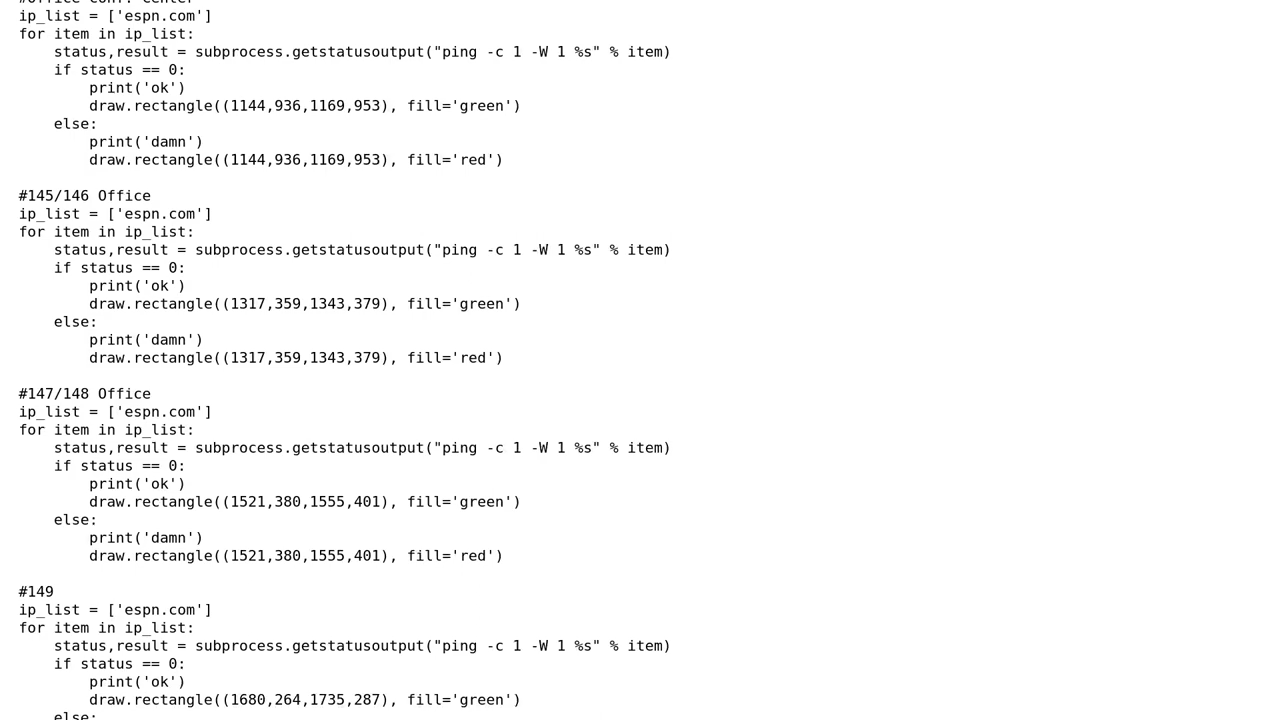 #Office conf. center
ip_list = ['espn.com']
for item in ip_list:
    status,result = subprocess.getstatusoutput("ping -c 1 -W 1 %s" % item)
    if status == 0:
        print('ok')
        draw.rectangle((1144,936,1169,953), fill='green')
    else:
        print('damn')
        draw.rectangle((1144,936,1169,953), fill='red')

#145/146 Office
ip_list = ['espn.com']
for item in ip_list:
    status,result = subprocess.getstatusoutput("ping -c 1 -W 1 %s" % item)
    if status == 0:
        print('ok')
        draw.rectangle((1317,359,1343,379), fill='green')
    else:
        print('damn')
        draw.rectangle((1317,359,1343,379), fill='red')

#147/148 Office
ip_list = ['espn.com']
for item in ip_list:
    status,result = subprocess.getstatusoutput("ping -c 1 -W 1 %s" % item)
    if status == 0:
        print('ok')
        draw.rectangle((1521,380,1555,401), fill='green')
    else:
        print('damn')
        draw.rectangle((1521,380,1555,401), fill='red')

#149
ip_list = ['espn.com']
for item in ip_list:
    status,result = subprocess.getstatusoutput("ping -c 1 -W 1 %s" % item)
    if status == 0:
        print('ok')
        draw.rectangle((1680,264,1735,287), fill='green')
    else: